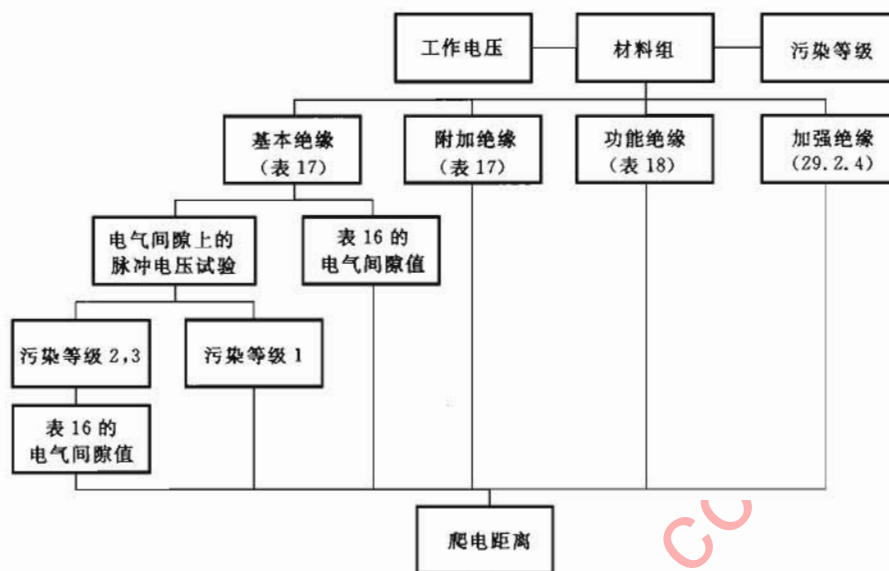 工作电压
材料组
污染等级
基本绝缘
(表 17)
附加绝缘
(表 17)
功能绝缘
(表 18)
加强绝缘
(29.2.4)
电气间隙上的
脉冲电压试验
表 16 的
电气间隙值
污染等级 2,3
污染等级 1
表 16 的
电气间隙值
爬电距离
CC